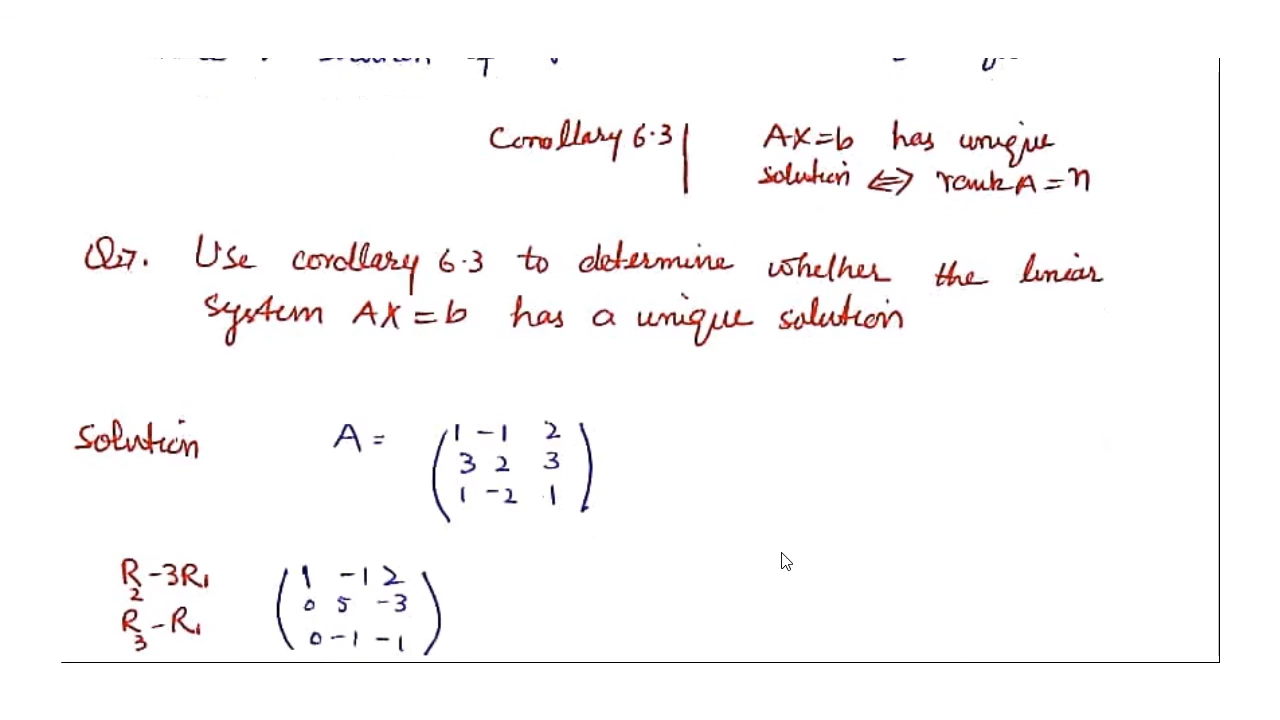 Corollary 6.3 | AX=b has unique
solution ⟺ rank A = n
Q27. Use corollary 6.3 to determine whether the linear
system AX = b has a unique solution
Solution A =
1 -1 2
3 2 3
1 -2 1
R2 - 3R1
R3 - R1
1 -1 2
0 5 -3
0 -1 -1